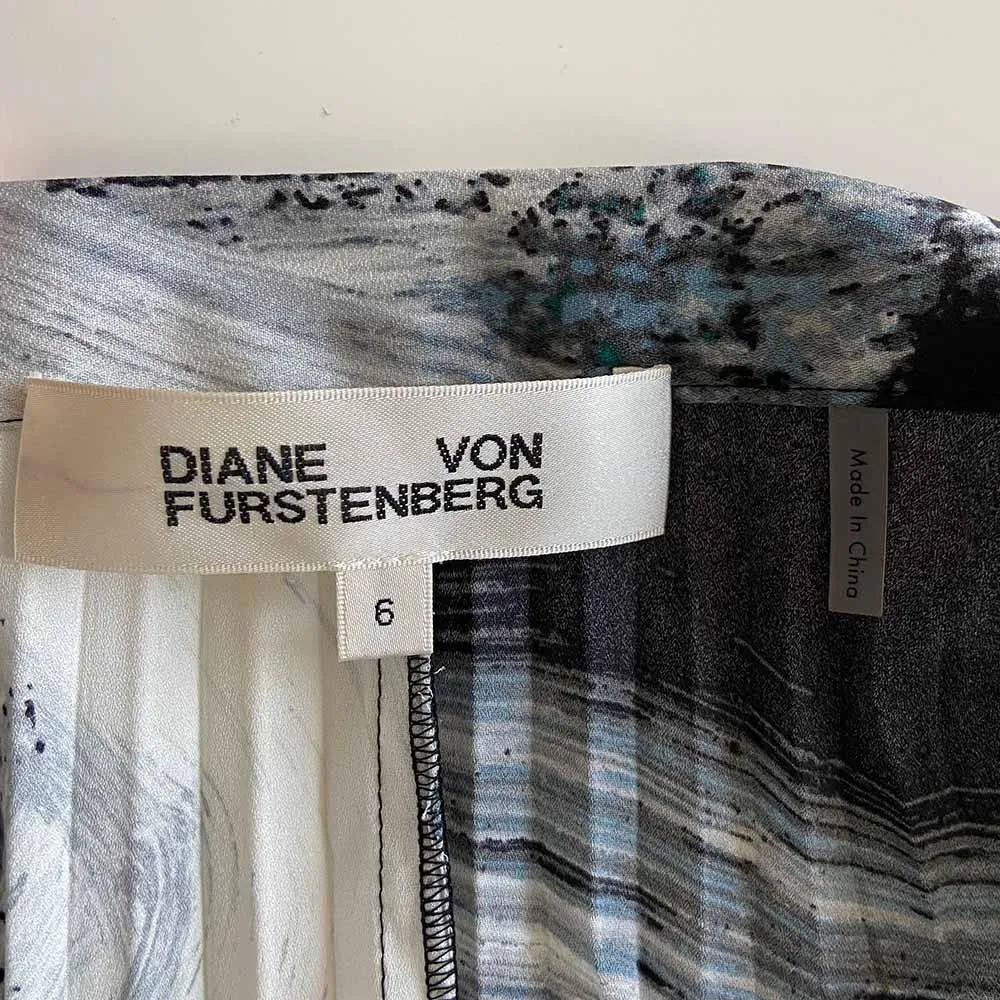 DIANE VON
FURSTENBERG
6
Made In China